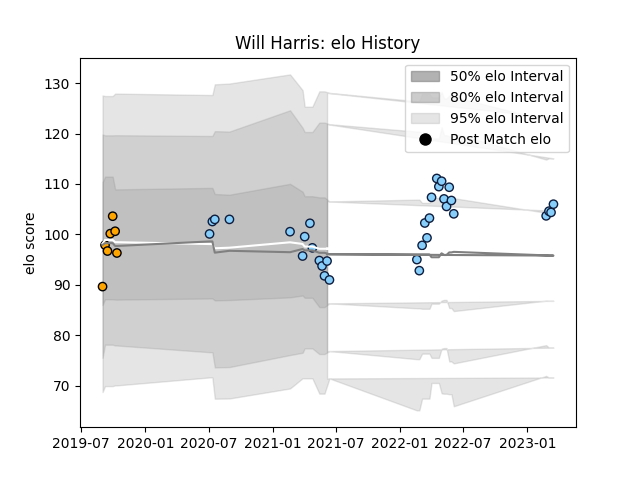 Will Harris: elo History
50% elo Interval
80% elo Interval
95% elo Interval
Post Match elo
elo score
130
120
110
100
90
80
70
2019-07 2020-01 2020-07 2021-01 2021-07 2022-01 2022-07 2023-01